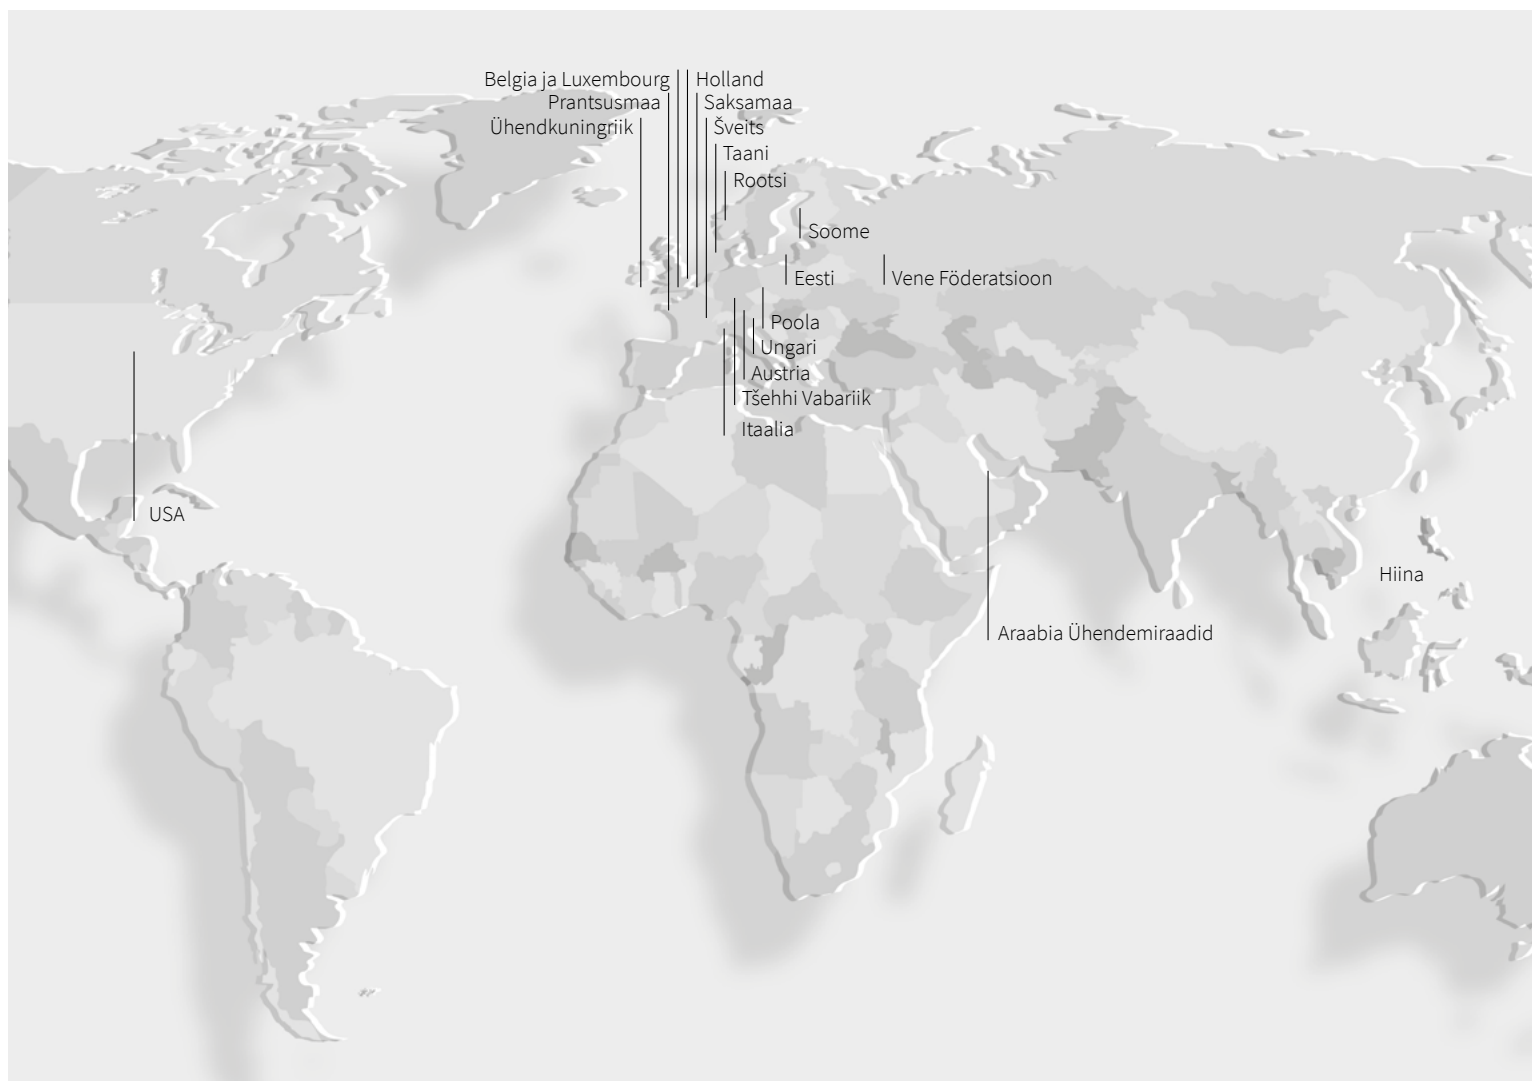 Belgia ja Luxembourg
Holland
Prantsusmaa
Saksamaa
Ühendkuningriik
Šveits
Taani
Rootsi
Soome
Eesti
Vene Föderatsioon
Poola
Ungari
Austria
Tšehhi Vabariik
Itaalia
USA
Hiina
Araabia Ühendemiraadid